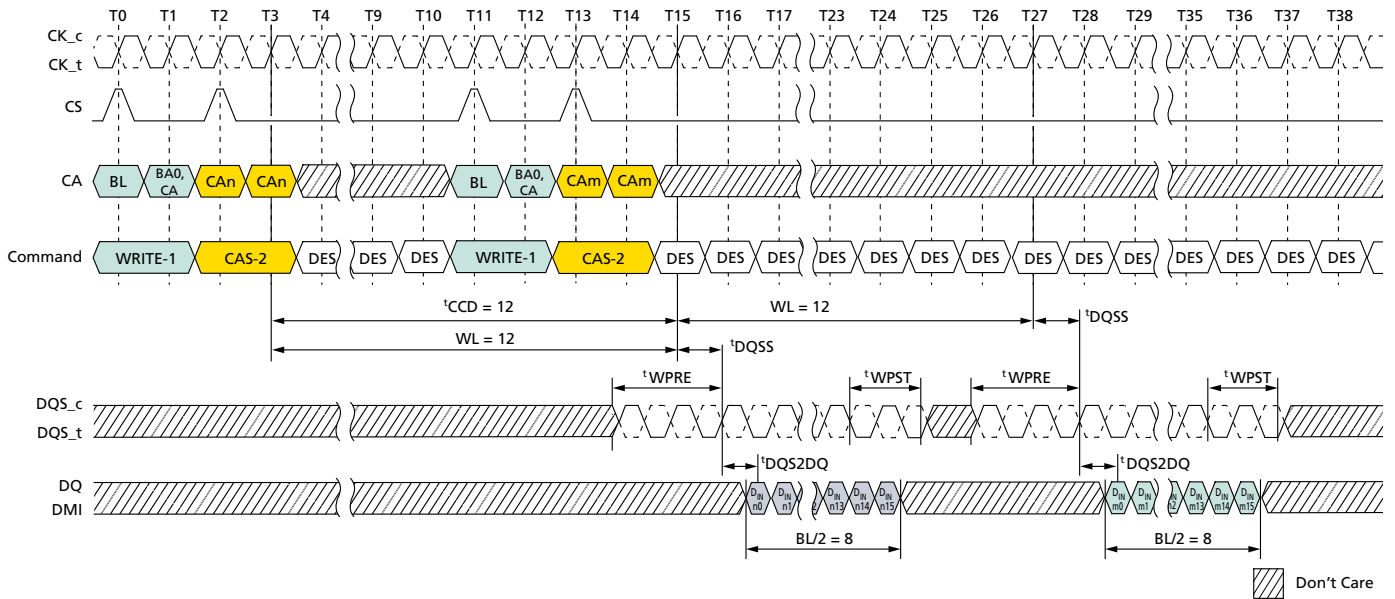 T0 T1 T2 T3 T4 T9 T10 T11 T12 T13 T14 T15 T16 T17 T18 T23 T24 T25 T26 T27 T28 T29 T35 T36 T37 T38
CK_c
CK_t
CS
CA BL BA0, CA CAn CAn BL BA0, CA CAm CAm
Command WRITE-1 CAS-2 DES DES DES WRITE-1 CAS-2 DES DES DES DES DES DES DES DES DES DES DES DES DES DES
tCCD = 12 WL = 12 tDQSS
WL = 12 tDQSS
tWPRE tWPST tWPRE tWPST
DQS_c
DQS_t
tDQS2DQ tDQS2DQ
DQ
DMI
DIN n0 DIN n1 DIN n13 DIN n14 DIN n15 DIN m0 DIN m1 DIN m13 DIN m14 DIN m15
BL/2 = 8 BL/2 = 8
Don't Care